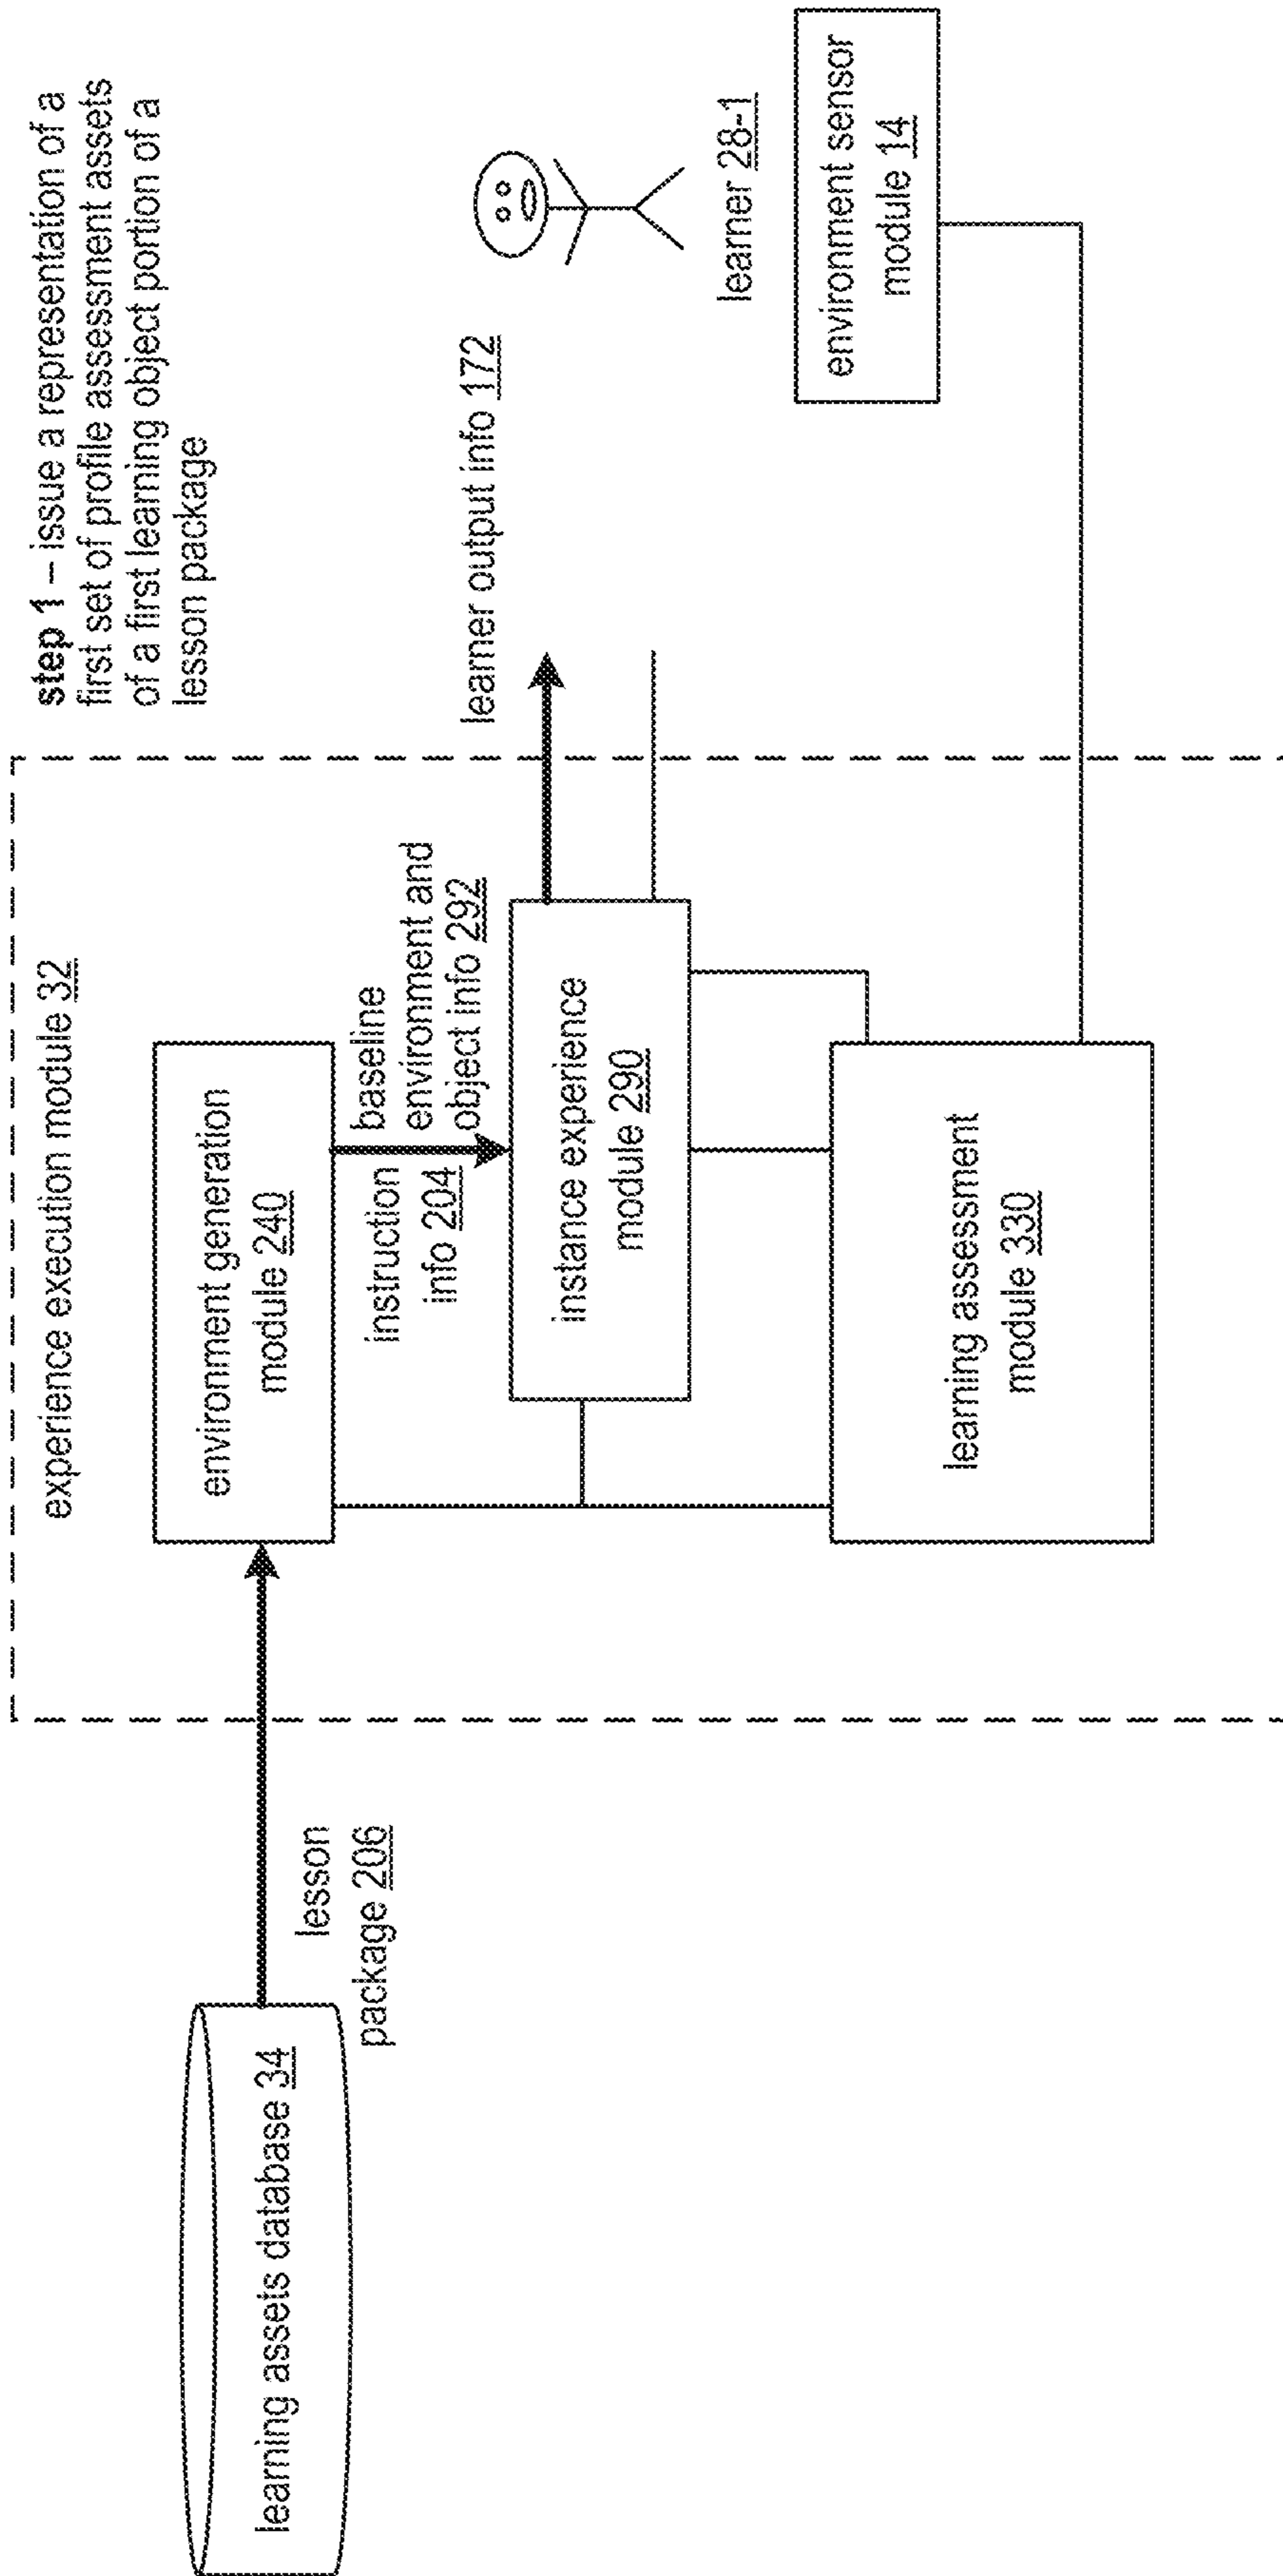 step 1 – issue a representation of a
first set of profile assessment assets
of a first learning object portion of a
lesson package
experience execution module 32
learning assets database 34
lesson
package 206
environment generation
module 240
instruction
info 204
baseline
environment and
object info 292
instance experience
module 290
learner output info 172
learner 28-1
learning assessment
module 330
environment sensor
module 14